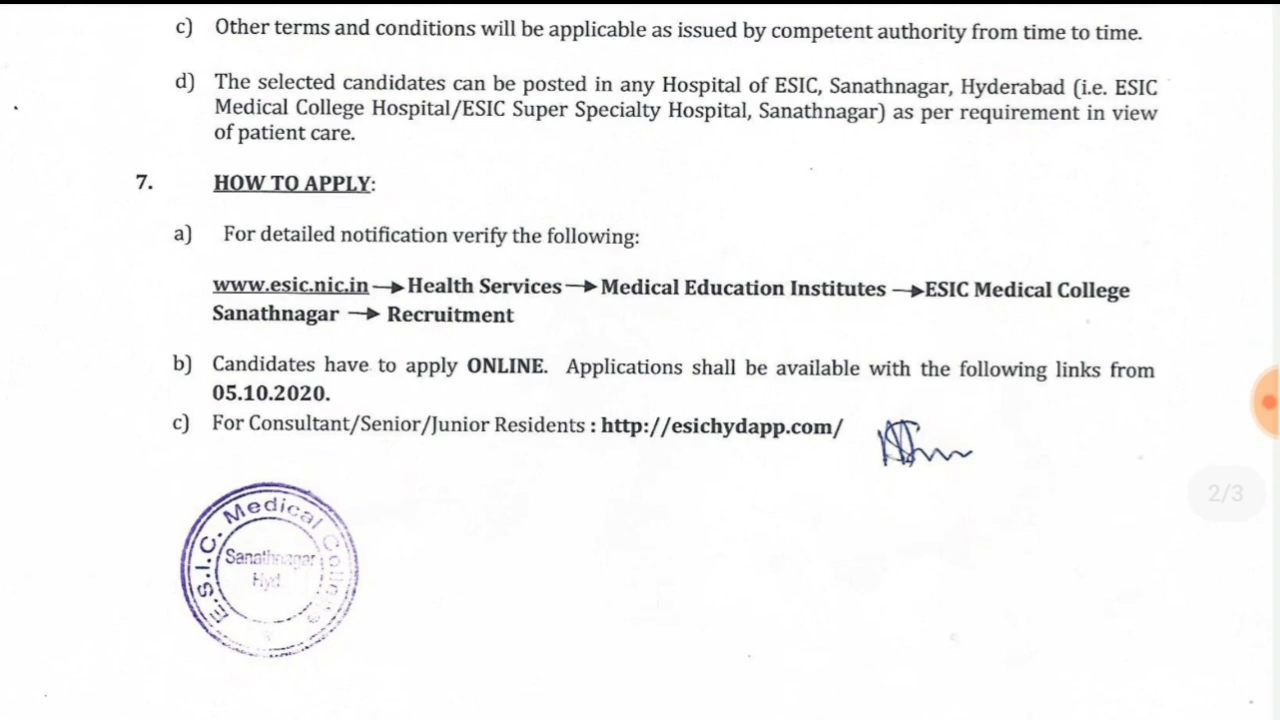 c) Other terms and conditions will be applicable as issued by competent authority from time to time.
d) The selected candidates can be posted in any Hospital of ESIC, Sanathnagar, Hyderabad (i.e. ESIC
Medical College Hospital/ESIC Super Specialty Hospital, Sanathnagar) as per requirement in view
of patient care.
7. HOW TO APPLY:
a) For detailed notification verify the following:
www.esic.nic.in → Health Services → Medical Education Institutes → ESIC Medical College
Sanathnagar → Recruitment
b) Candidates have to apply ONLINE. Applications shall be available with the following links from
05.10.2020.
c) For Consultant/Senior/Junior Residents : http://esichydapp.com/
2/3
E.S.I.C. Medical College
Sanathnagar
Hyd